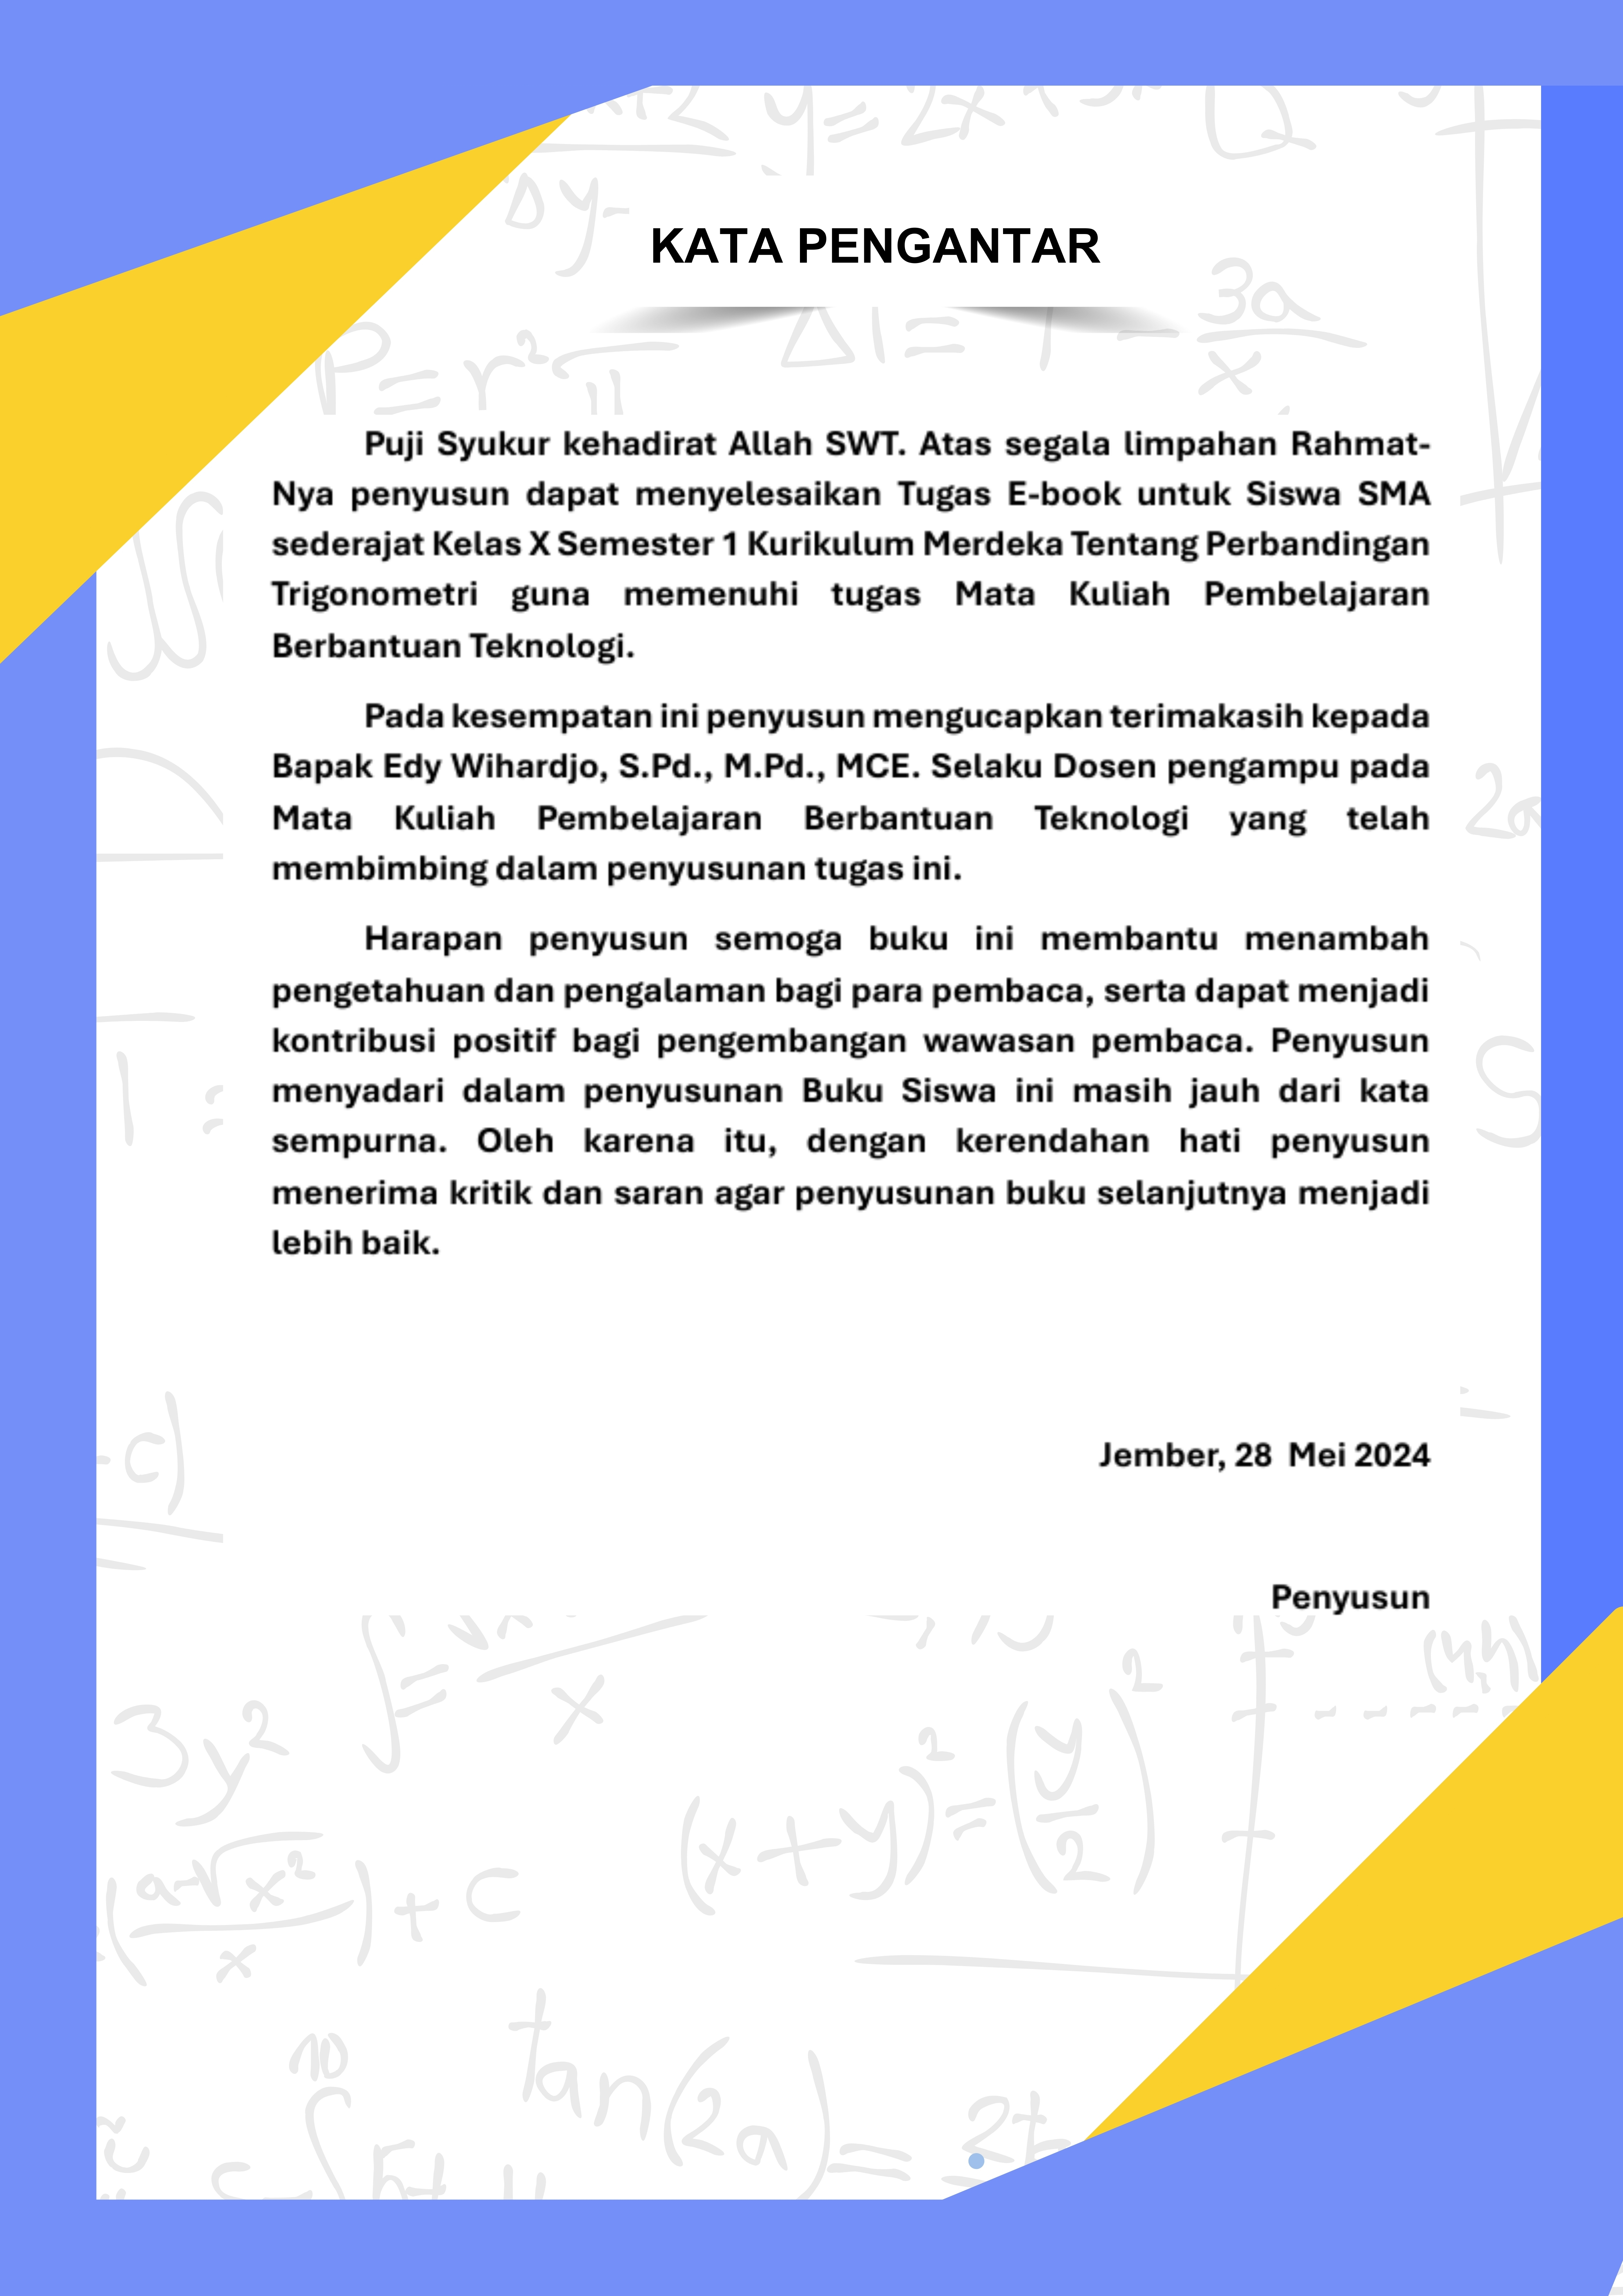 KATA PENGANTAR
Puji Syukur kehadirat Allah SWT. Atas segala limpahan Rahmat-
Nya penyusun dapat menyelesaikan Tugas E-book untuk Siswa SMA
sederajat Kelas X Semester 1 Kurikulum Merdeka Tentang Perbandingan
Trigonometri guna memenuhi tugas Mata Kuliah Pembelajaran
Berbantuan Teknologi.
Pada kesempatan ini penyusun mengucapkan terimakasih kepada
Bapak Edy Wihardjo, S.Pd., M.Pd., MCE. Selaku Dosen pengampu pada
Mata Kuliah Pembelajaran Berbantuan Teknologi yang telah
membimbing dalam penyusunan tugas ini.
Harapan penyusun semoga buku ini membantu menambah
pengetahuan dan pengalaman bagi para pembaca, serta dapat menjadi
kontribusi positif bagi pengembangan wawasan pembaca. Penyusun
menyadari dalam penyusunan Buku Siswa ini masih jauh dari kata
sempurna. Oleh karena itu, dengan kerendahan hati penyusun
menerima kritik dan saran agar penyusunan buku selanjutnya menjadi
lebih baik.
Jember, 28  Mei 2024
Penyusun